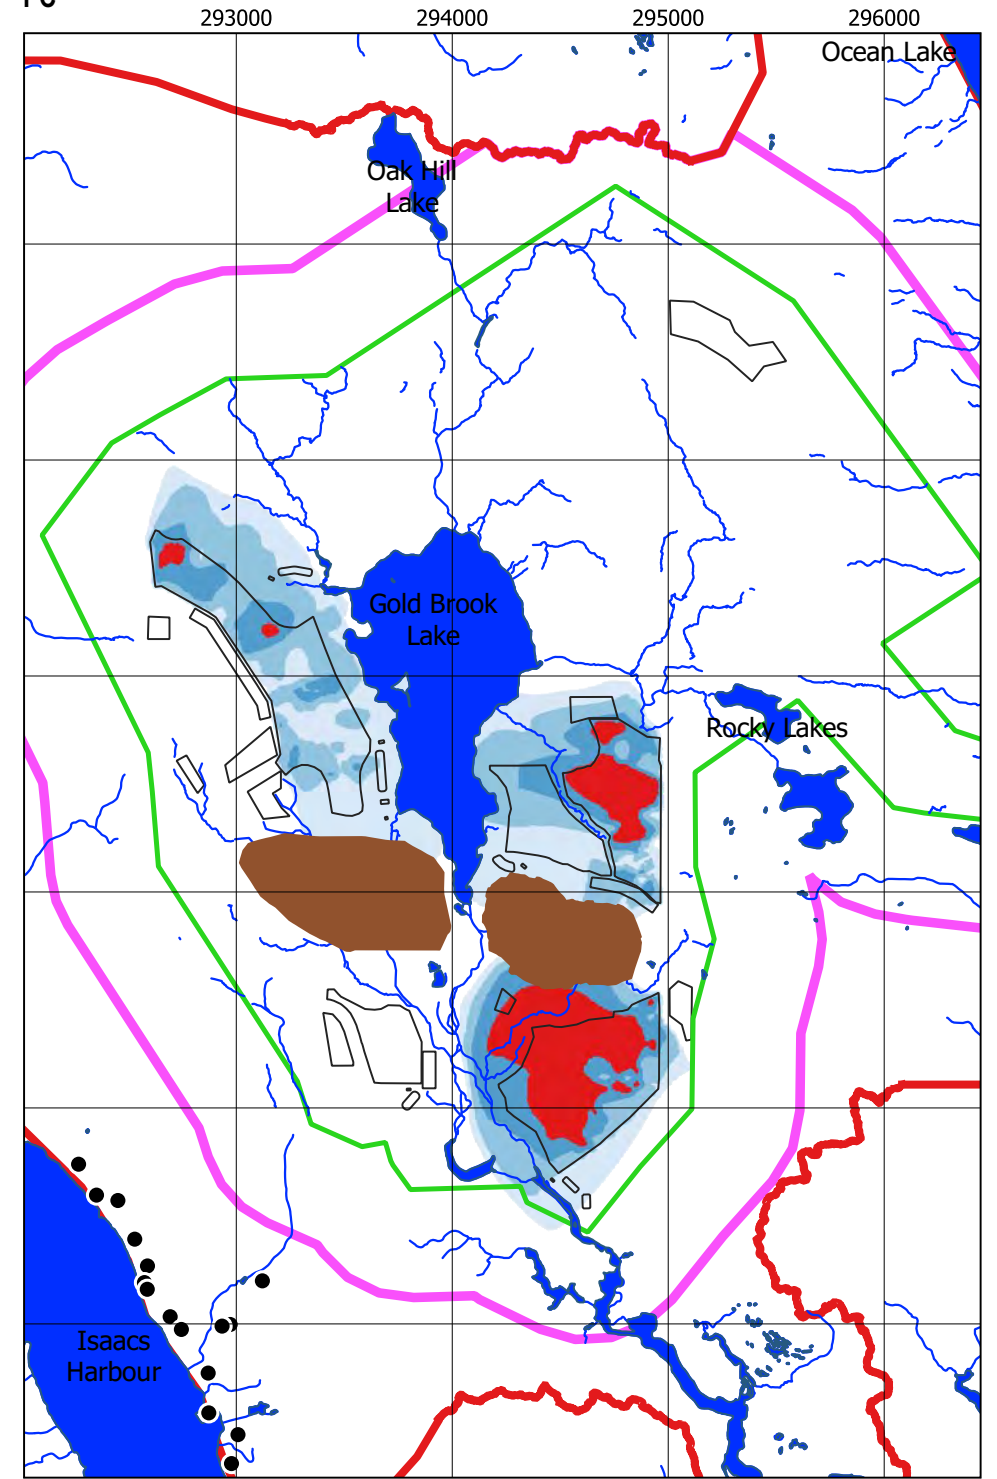 293000 294000 295000 296000
Ocean Lake
Oak Hill
Lake
Gold Brook
Lake
Rocky Lakes
Isaacs
Harbour